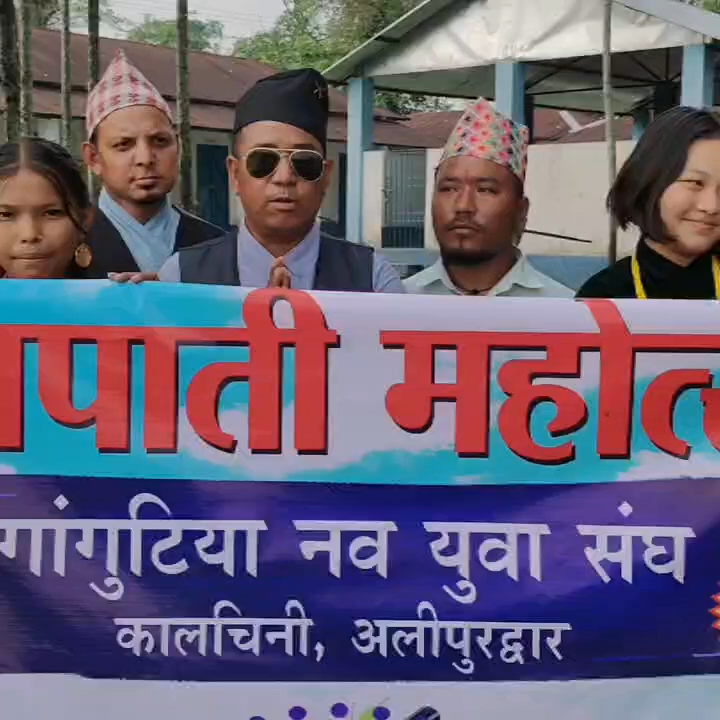 पाती महोत
गांगुटिया नव युवा संघ
कालचिनी, अलीपुरद्वार